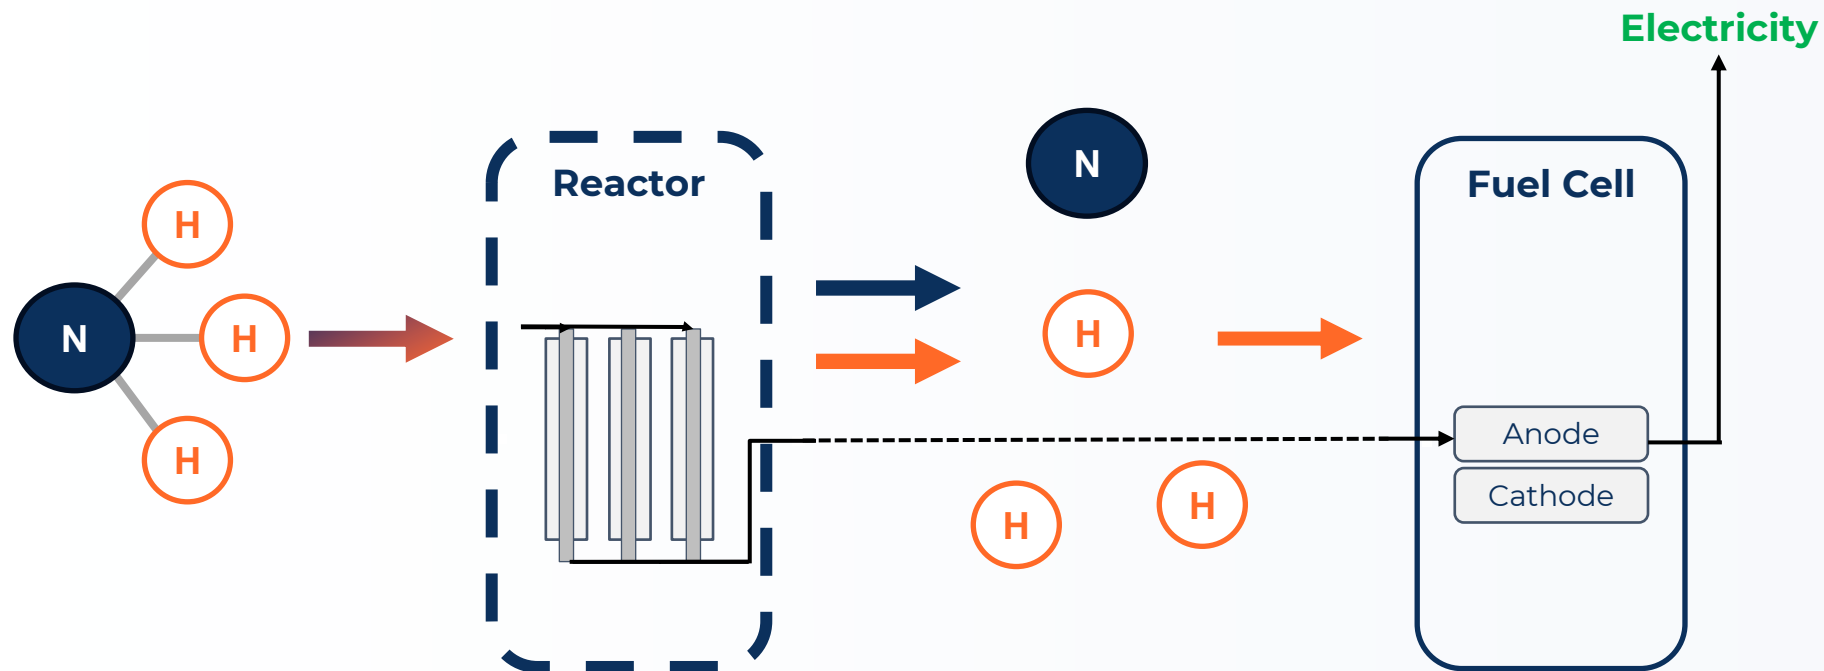 Electricity
N
H
H
H
Reactor
N
H
H
H
Fuel Cell
Anode
Cathode